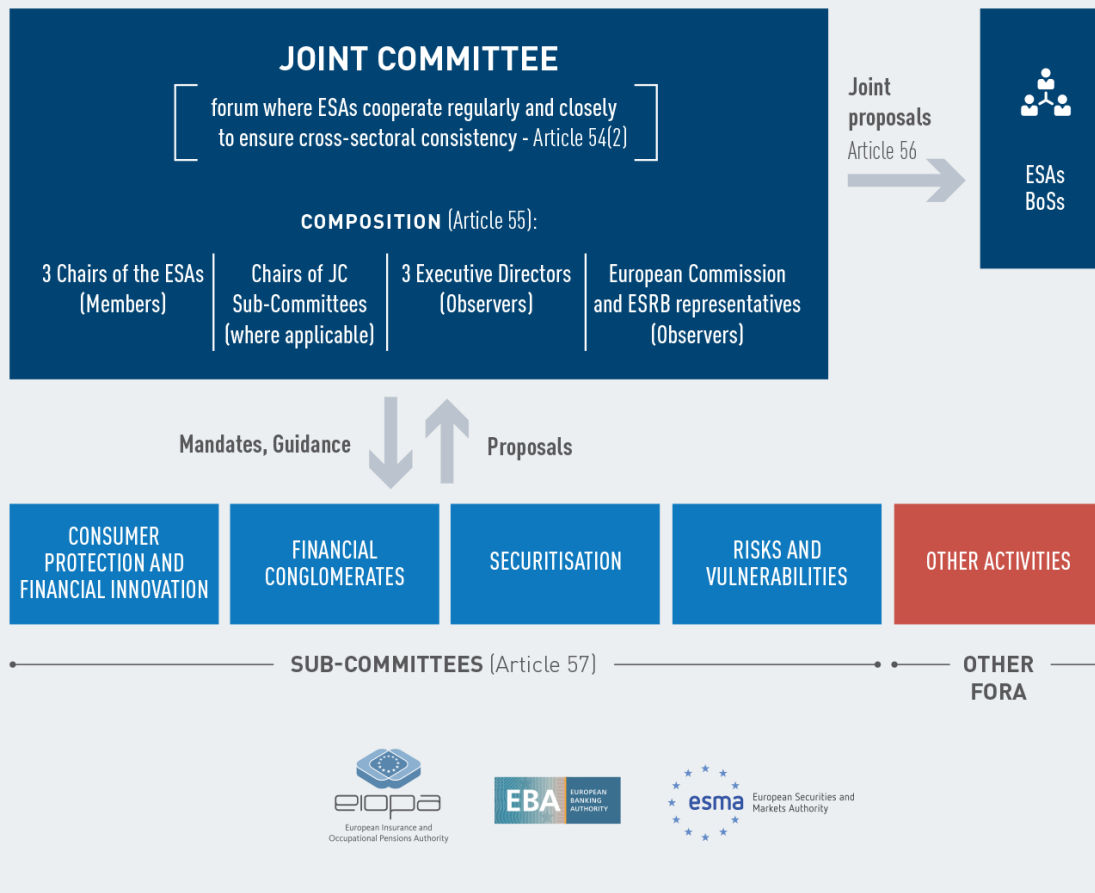 JOINT COMMITTEE
forum where ESAs cooperate regularly and closely
to ensure cross-sectoral consistency - Article 54(2)
COMPOSITION (Article 55):
3 Chairs of the ESAs
(Members)
Chairs of JC
Sub-Committees
(where applicable)
3 Executive Directors
(Observers)
European Commission
and ESRB representatives
(Observers)
Joint
proposals
Article 56
ESAs
BoSs
Mandates, Guidance
Proposals
CONSUMER
PROTECTION AND
FINANCIAL INNOVATION
FINANCIAL
CONGLOMERATES
SECURITISATION
RISKS AND
VULNERABILITIES
OTHER ACTIVITIES
SUB-COMMITTEES (Article 57)
OTHER
FORA
eiopa
European Insurance and
Occupational Pensions Authority
EBA
EUROPEAN
BANKING
AUTHORITY
esma
European Securities and
Markets Authority